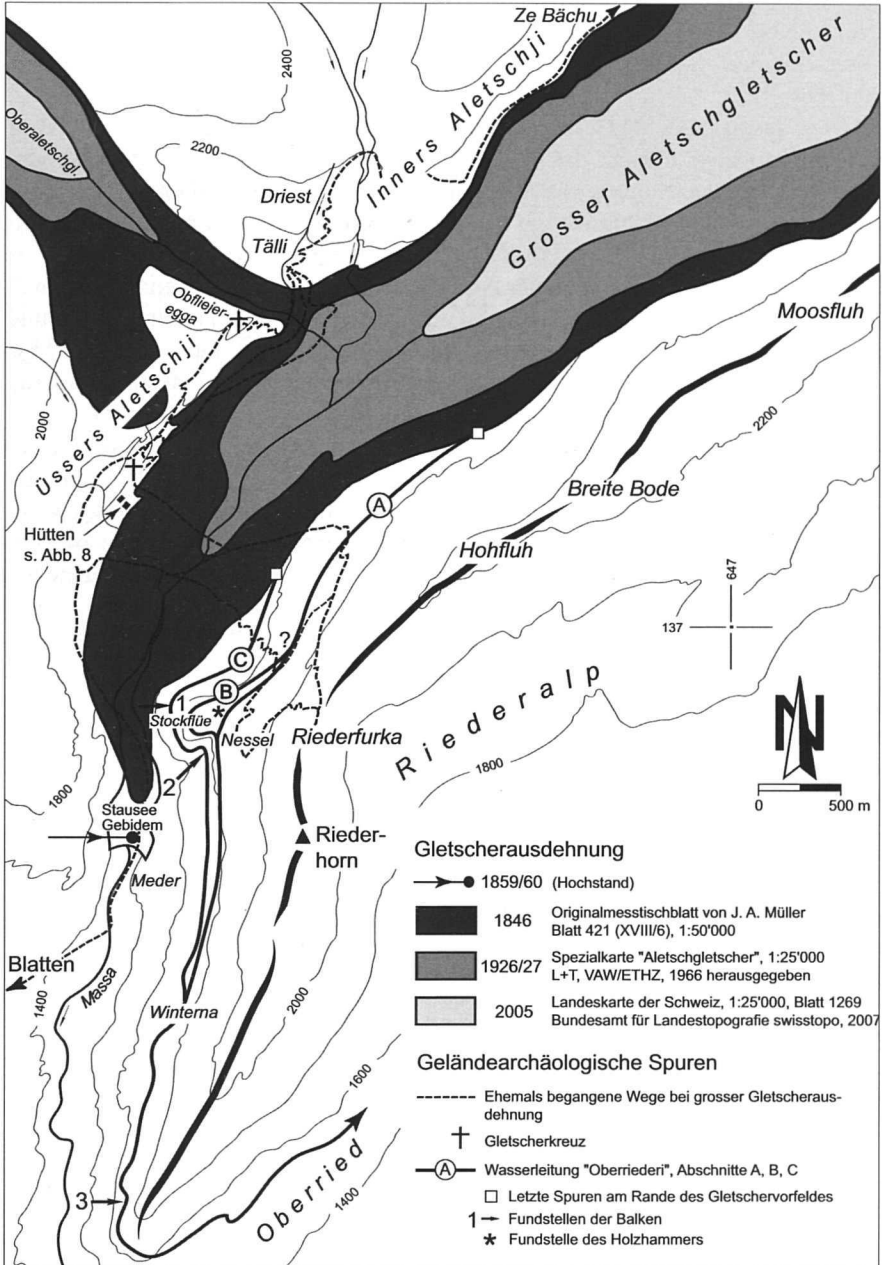 Ze Bächu
2400
Inners Aletschji
Grosser Aletschgletscher
Oberaletschgl.
2200
Driest
Tälli
Obfliejer-
egga
Moosfluh
Üssers Aletschji
2000
2200
A
Breite Bode
Hütten
s. Abb. 8
Hohfluh
647
137
?
C
B
1
Stockflüe
Nessel
Riederfurka
Riederalp
N
1800
2
1800
0 500 m
Stausee
Gebidem
Rieder-
horn
Meder
Blatten
1400
Massa
Winterna
2000
1600
3
Oberried
1400
Gletscherausdehnung
1859/60 (Hochstand)
1846 Originalmesstischblatt von J. A. Müller
Blatt 421 (XVIII/6), 1:50'000
1926/27 Spezialkarte "Aletschgletscher", 1:25'000
L+T, VAW/ETHZ, 1966 herausgegeben
2005 Landeskarte der Schweiz, 1:25'000, Blatt 1269
Bundesamt für Landestopografie swisstopo, 2007
Geländearchäologische Spuren
Ehemals begangene Wege bei grosser Gletscheraus-
dehnung
Gletscherkreuz
A Wasserleitung "Oberriederi", Abschnitte A, B, C
Letzte Spuren am Rande des Gletschervorfeldes
1 Fundstellen der Balken
Fundstelle des Holzhammers